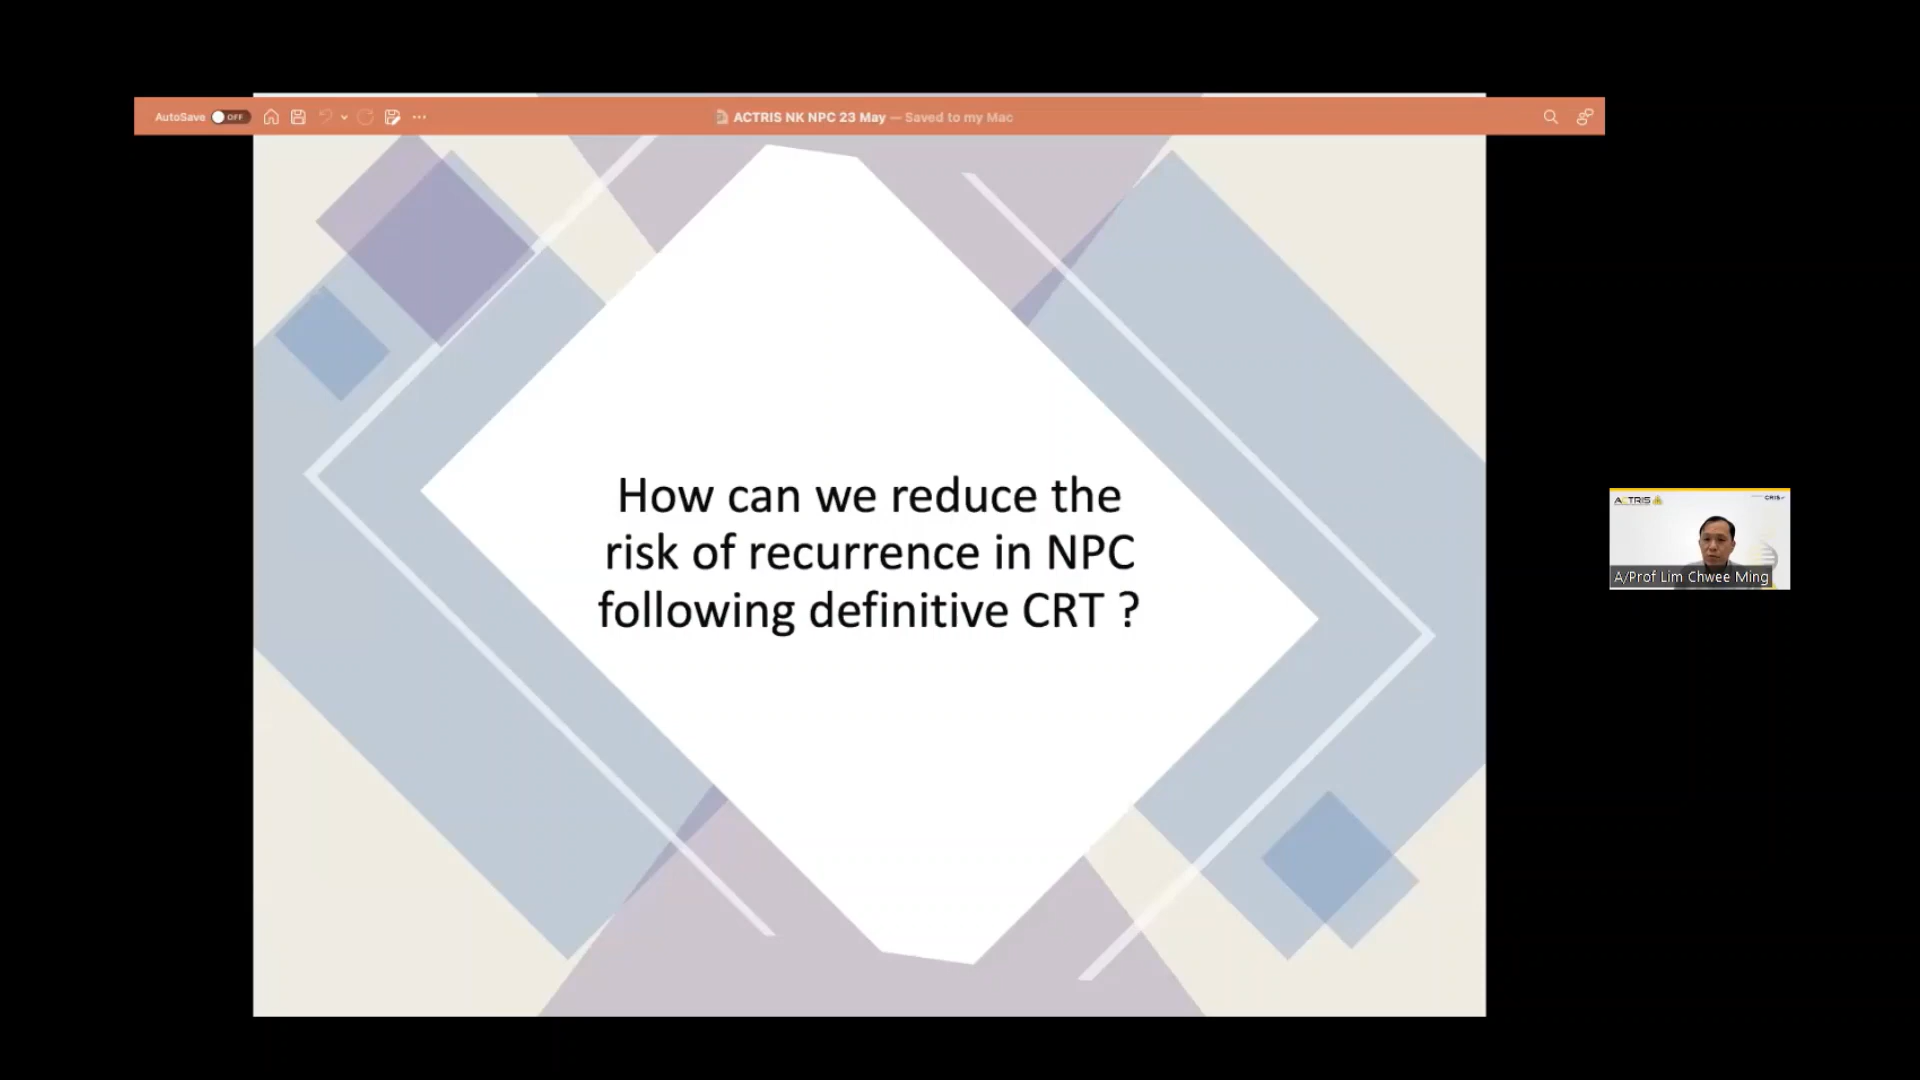 AutoSave OFF ACTRIS NK NPC 23 May — Saved to my Mac
How can we reduce the
risk of recurrence in NPC
following definitive CRT ?
ACTRIS CRIS
A/Prof Lim Chwee Ming